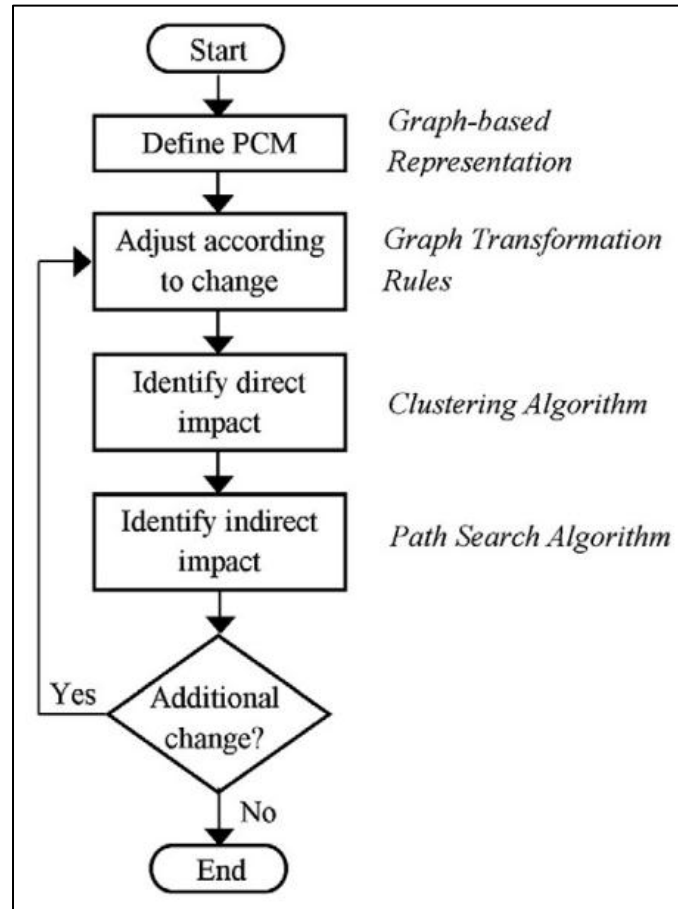 Start
Define PCM
Graph-based
Representation
Adjust according
to change
Graph Transformation
Rules
Identify direct
impact
Clustering Algorithm
Identify indirect
impact
Path Search Algorithm
Yes
Additional
change?
No
End